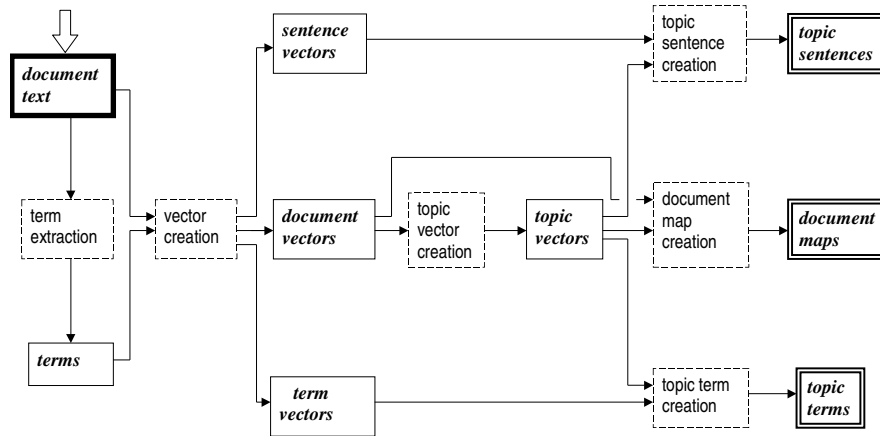 sentence
vectors
topic
sentence
creation
topic
sentences
document
text
term
extraction
vector
creation
document
vectors
topic
vector
creation
topic
vectors
document
map
creation
document
maps
terms
term
vectors
topic term
creation
topic
terms